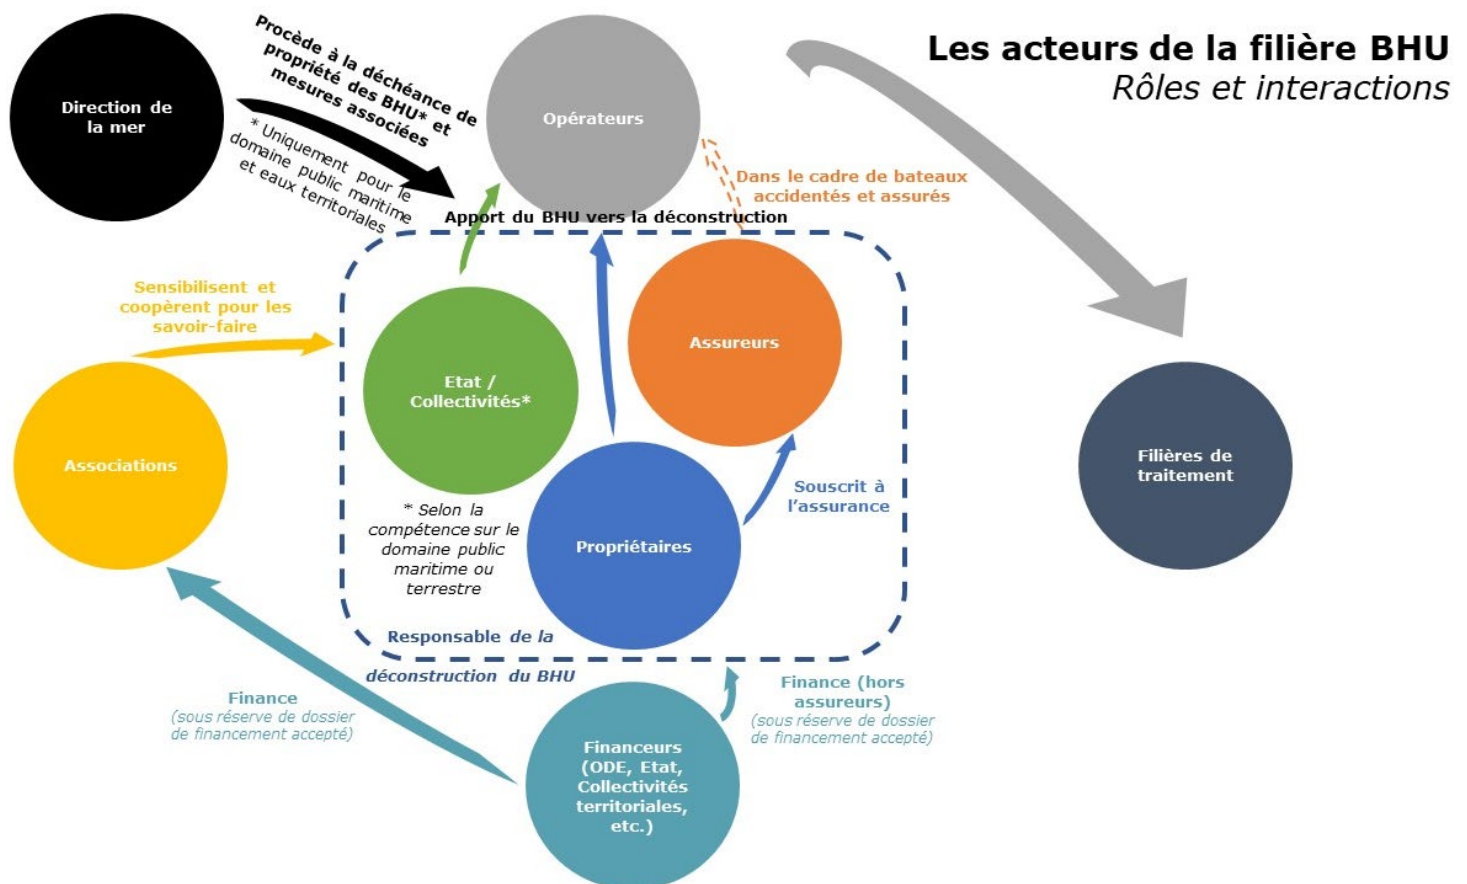 Les acteurs de la filière BHU
Rôles et interactions
Direction de
la mer
Procède à la déchéance de
propriété des BHU* et
mesures associées
* Uniquement pour le
domaine public maritime
et eaux territoriales
Opérateurs
Dans le cadre de bateaux
accidentés et assurés
Apport du BHU vers la déconstruction
Sensibilisent et
coopèrent pour les
savoir-faire
Associations
Etat /
Collectivités*
Assureurs
* Selon la
compétence sur le
domaine public
maritime ou
terrestre
Propriétaires
Souscrit à
l’assurance
Filières de
traitement
Responsable de la
déconstruction du BHU
Finance
(sous réserve de dossier
de financement accepté)
Finance (hors
assureurs)
(sous réserve de dossier
de financement accepté)
Financeurs
(ODE, Etat,
Collectivités
territoriales,
etc.)